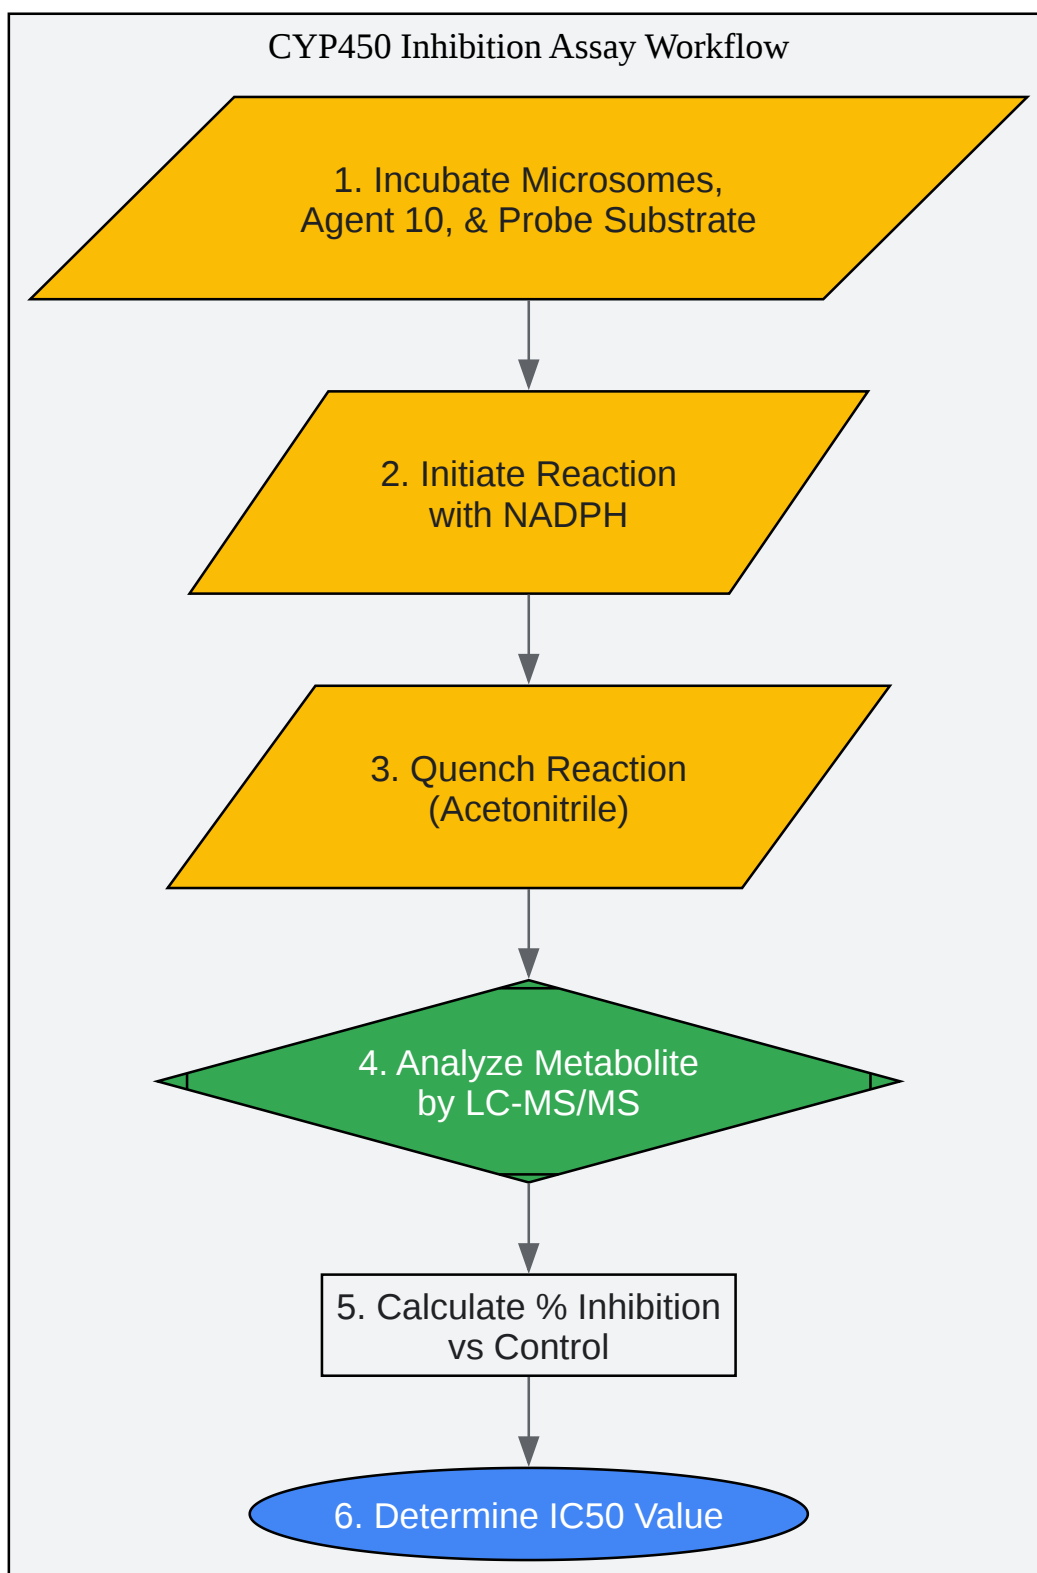 CYP450 Inhibition Assay Workflow
1. Incubate Microsomes,
Agent 10, & Probe Substrate
2. Initiate Reaction
with NADPH
3. Quench Reaction
(Acetonitrile)
4. Analyze Metabolite
by LC-MS/MS
5. Calculate % Inhibition
vs Control
6. Determine IC50 Value